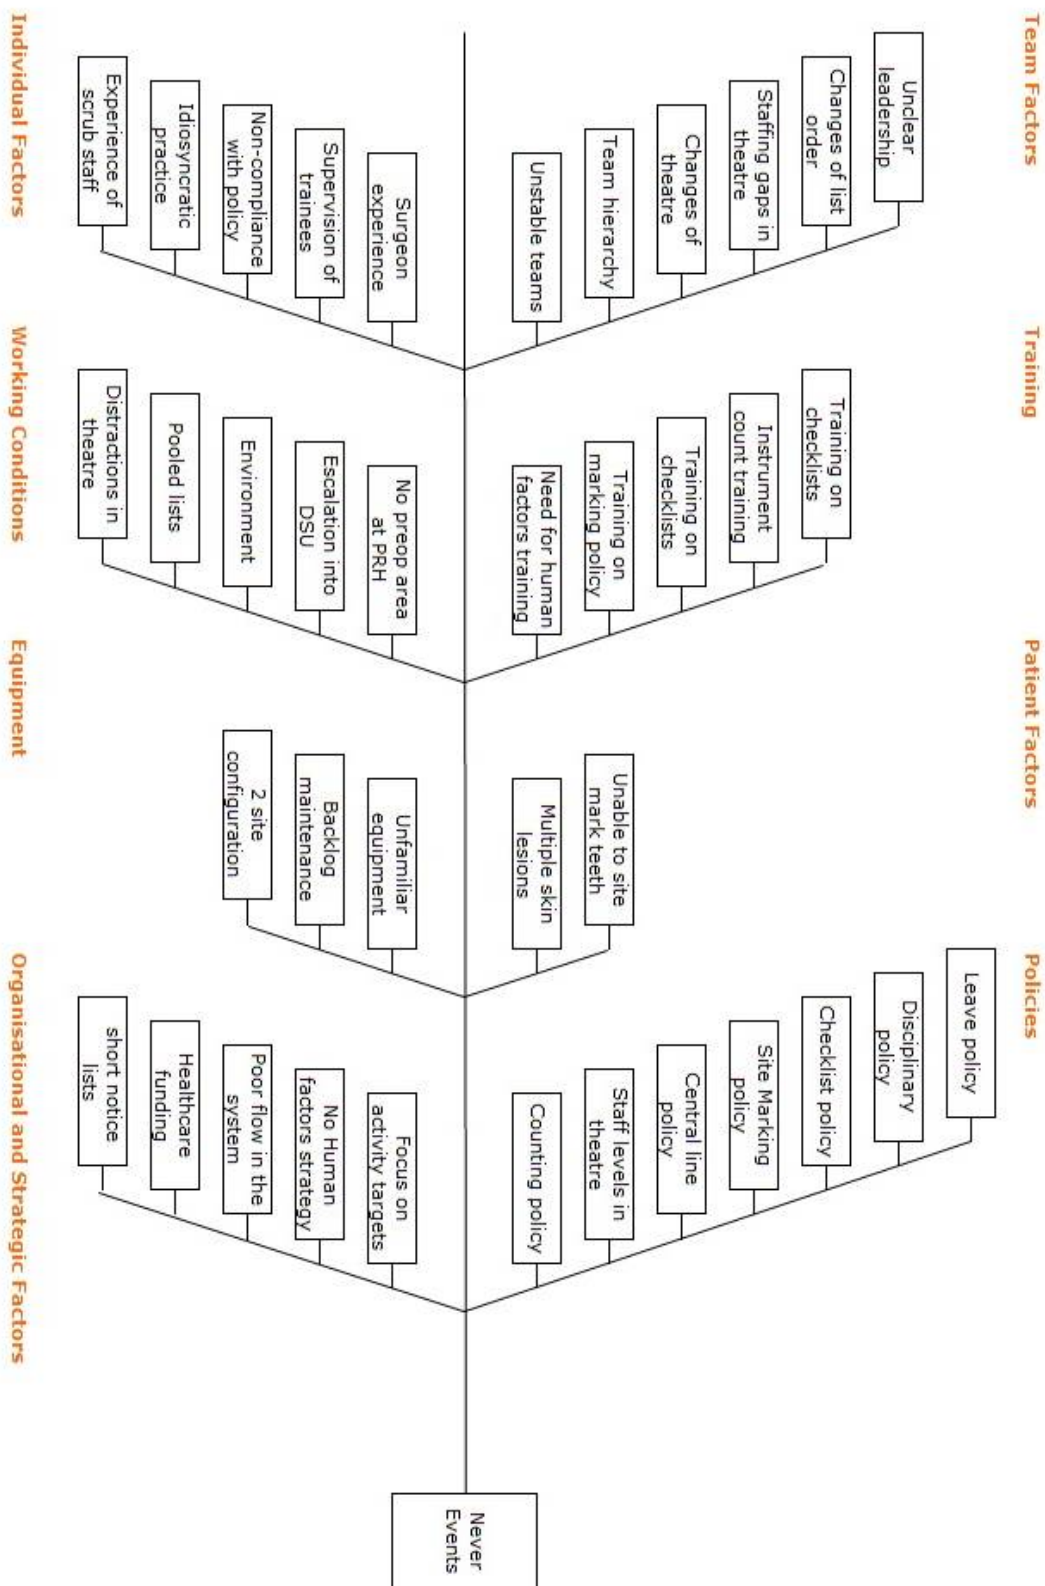 Team Factors
Training
Patient Factors
Policies
Unclear
leadership
Changes of list
order
Staffing gaps in
theatre
Changes of
theatre
Team hierarchy
Unstable teams
Training on
checklists
Instrument
count training
Training on
checklists
Training on
marking policy
Need for human
factors training
Unable to site
mark teeth
Multiple skin
lesions
Leave policy
Disciplinary
policy
Checklist policy
Site Marking
policy
Central line
policy
Staff levels in
theatre
Counting policy
Never
Events
Surgeon
experience
Supervision of
trainees
Non-compliance
with policy
Idiosyncratic
practice
Experience of
scrub staff
No preop area
at PRH
Escalation into
DSU
Environment
Pooled lists
Distractions in
theatre
Unfamiliar
equipment
Backlog
maintenance
2 site
configuration
Focus on
activity targets
No Human
factors strategy
Poor flow in the
system
Healthcare
funding
short notice
lists
Individual Factors
Working Conditions
Equipment
Organisational and Strategic Factors